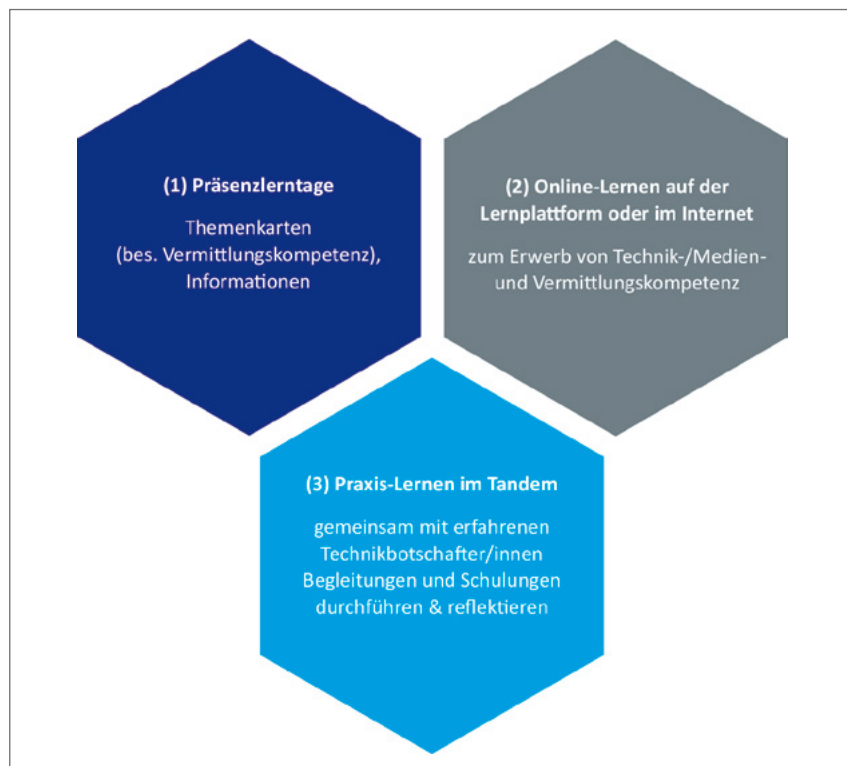 (1) Präsenzlerntage
Themenkarten
(bes. Vermittlungskompetenz),
Informationen
(2) Online-Lernen auf der
Lernplattform oder im Internet
zum Erwerb von Technik-/Medien-
und Vermittlungskompetenz
(3) Praxis-Lernen im Tandem
gemeinsam mit erfahrenen
Technikbotschafter/innen
Begleitungen und Schulungen
durchführen & reflektieren